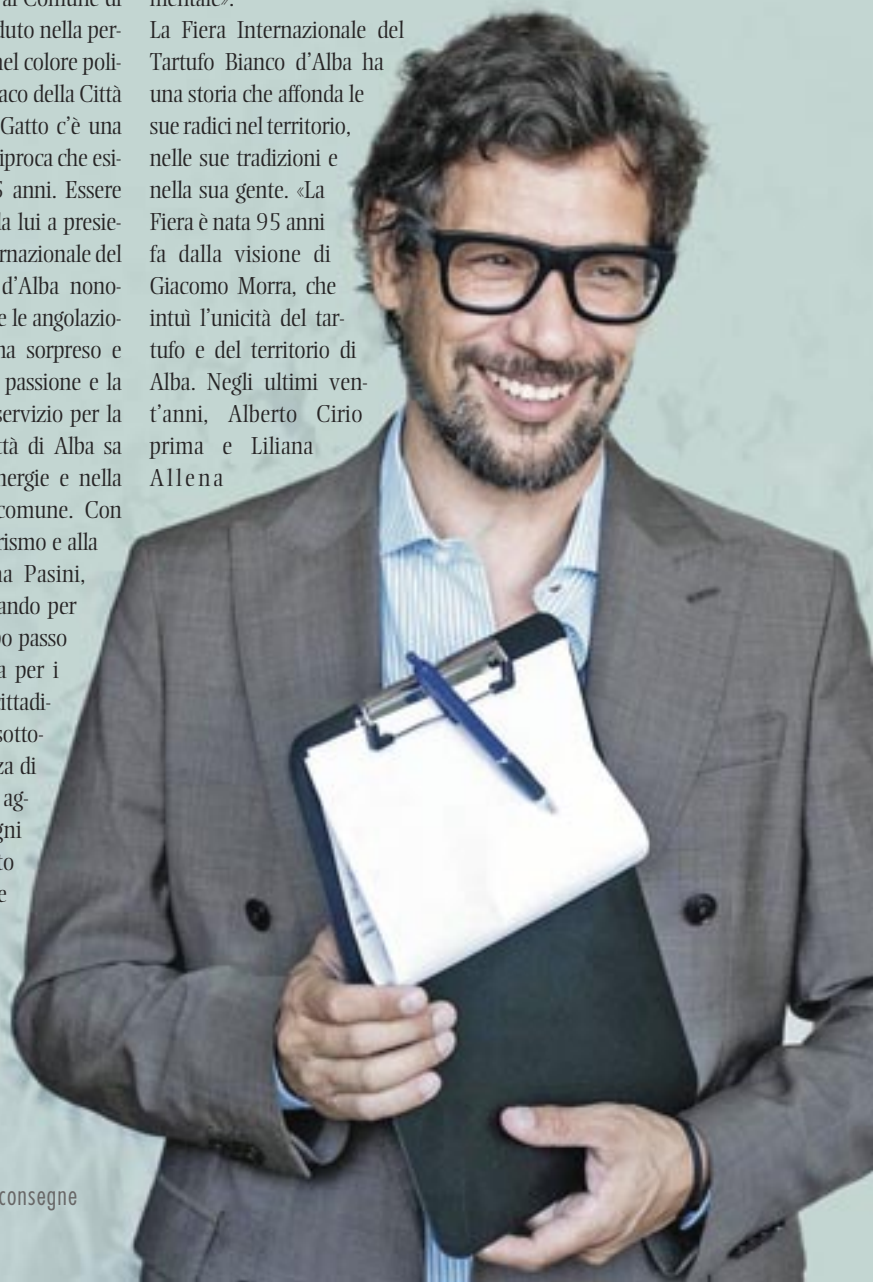 al Comune di
duto nella per-
nel colore poli-
aco della Città
Gatto c'è una
iproca che esi-
5 anni. Essere
la lui a presie-
rnazionale del
d'Alba nono-
e le angolazio-
na sorpreso e
passione e la
servizio per la
ttà di Alba sa
nergie e nella
comune. Con
rismo e alla
na Pasini,
ando per
o passo
a per i
ittadi-
sotto-
za di
ag-
gni
to
e
mentale».
La Fiera Internazionale del
Tartufo Bianco d'Alba ha
una storia che affonda le
sue radici nel territorio,
nelle sue tradizioni e
nella sua gente. «La
Fiera è nata 95 anni
fa dalla visione di
Giacomo Morra, che
intuì l'unicità del tar-
tufo e del territorio di
Alba. Negli ultimi ven-
t'anni, Alberto Cirio
prima e Liliana
Allena
consegne